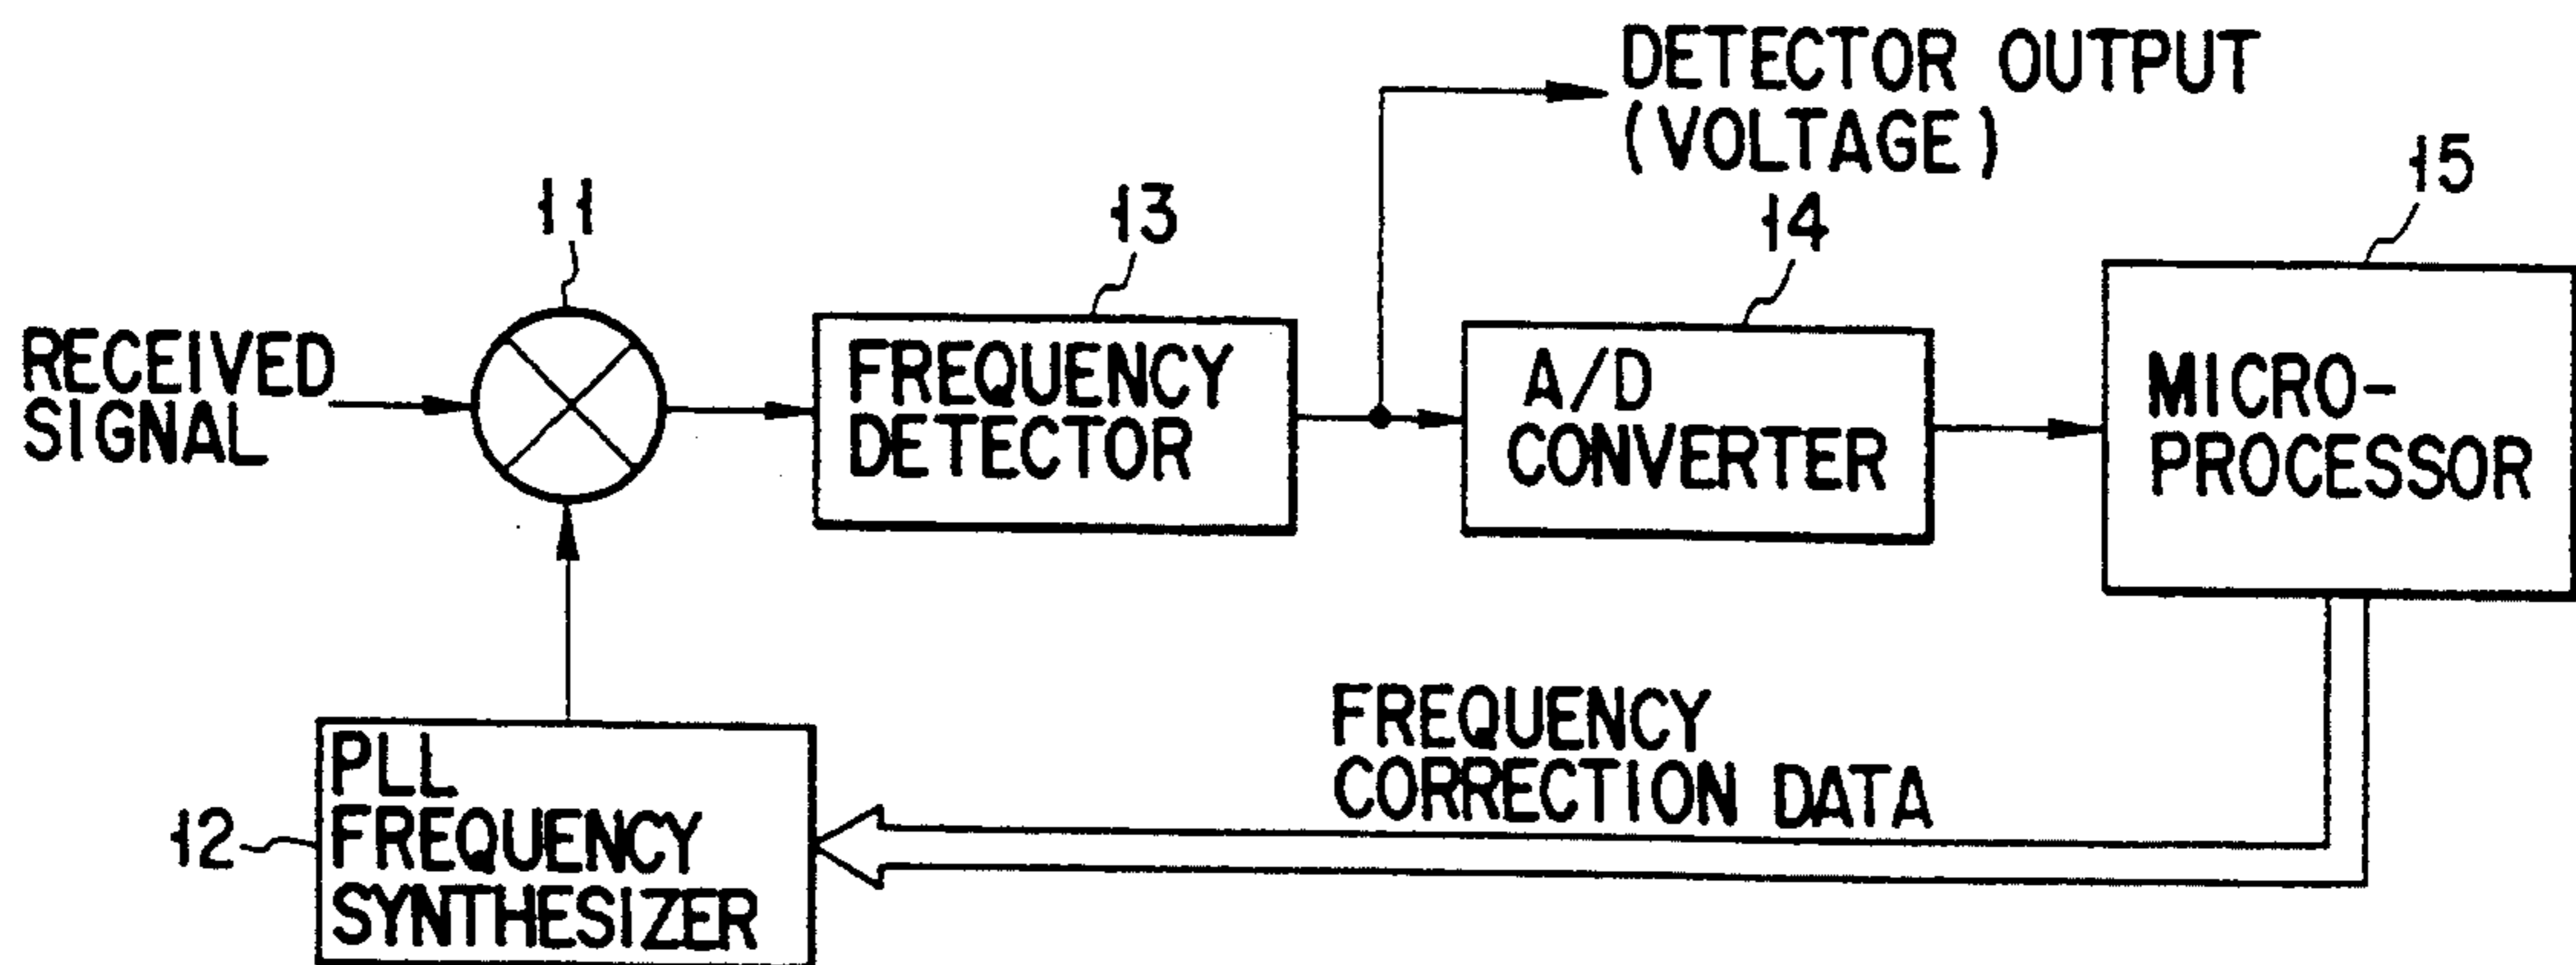 DETECTOR OUTPUT
(VOLTAGE)
11
13
14
15
RECEIVED
SIGNAL
FREQUENCY
DETECTOR
A/D
CONVERTER
MICRO-
PROCESSOR
12
PLL
FREQUENCY
SYNTHESIZER
FREQUENCY
CORRECTION DATA